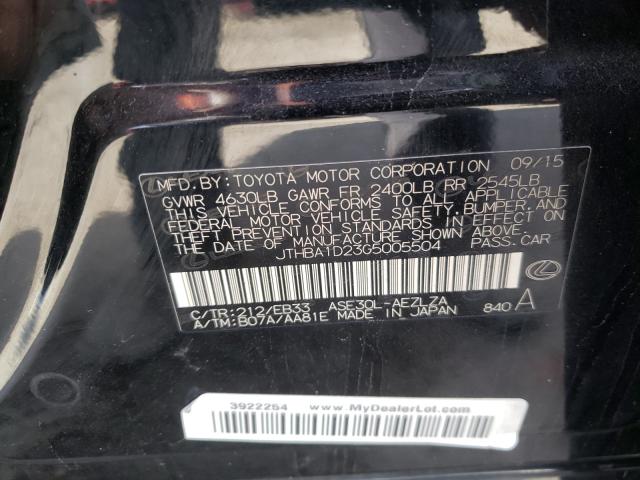 MFD. BY: TOYOTA MOTOR CORPORATION 09/15
GVWR 4630LB GAWR FR 2400LB RR 2545LB
THIS VEHICLE CONFORMS TO ALL APPLICABLE
FEDERAL MOTOR VEHICLE SAFETY, BUMPER, AND
THEFT PREVENTION STANDARDS IN EFFECT ON
THE DATE OF MANUFACTURE SHOWN ABOVE.
JTHBA1D23G5005504 PASS. CAR
C/TR: 212/EB33 ASE30L-AEZLZA
A/TM: B07A/AA81E MADE IN JAPAN 840 A
3922254 www.MyDealerLot.com